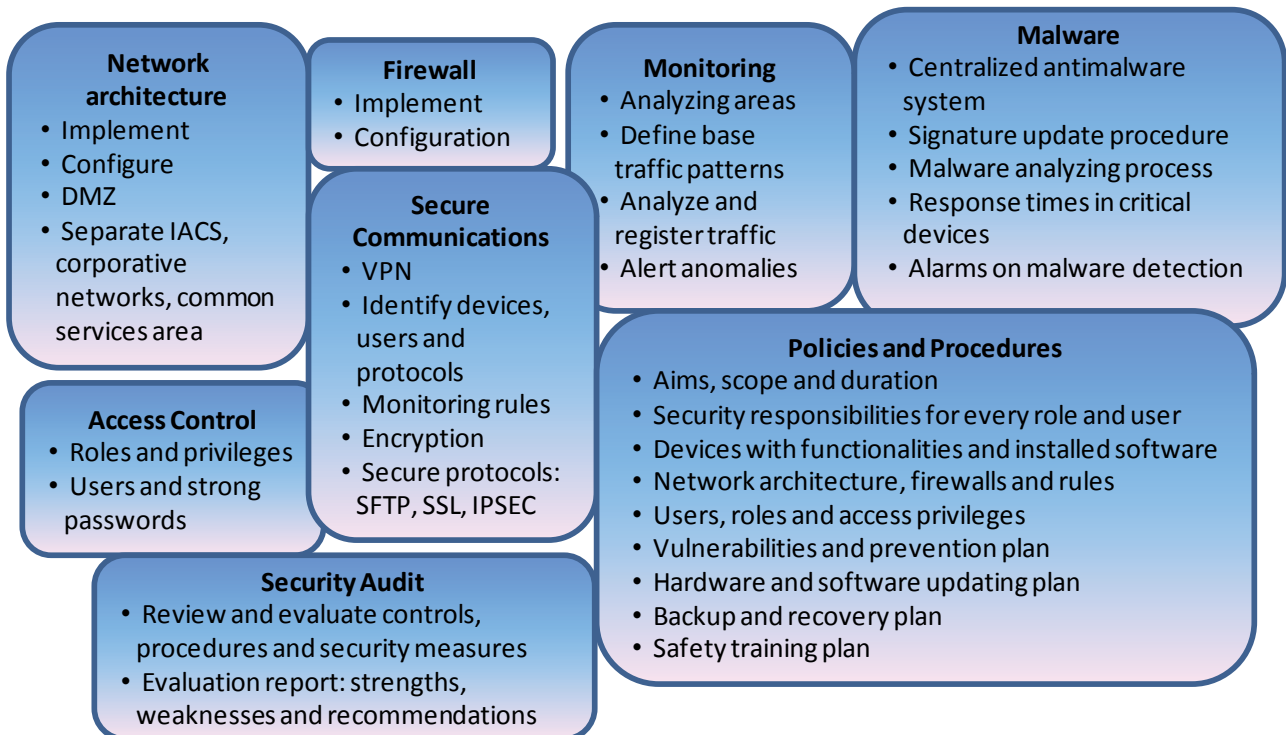 Network
architecture
• Implement
• Configure
• DMZ
• Separate IACS,
corporative
networks, common
services area
Firewall
• Implement
• Configuration
Monitoring
• Analyzing areas
• Define base
traffic patterns
• Analyze and
register traffic
• Alert anomalies
Malware
• Centralized antimalware
system
• Signature update procedure
• Malware analyzing process
• Response times in critical
devices
• Alarms on malware detection
Secure
Communications
• VPN
• Identify devices,
users and
protocols
• Monitoring rules
• Encryption
• Secure protocols:
SFTP, SSL, IPSEC
Access Control
• Roles and privileges
• Users and strong
passwords
Policies and Procedures
• Aims, scope and duration
• Security responsibilities for every role and user
• Devices with functionalities and installed software
• Network architecture, firewalls and rules
• Users, roles and access privileges
• Vulnerabilities and prevention plan
• Hardware and software updating plan
• Backup and recovery plan
• Safety training plan
Security Audit
• Review and evaluate controls,
procedures and security measures
• Evaluation report: strengths,
weaknesses and recommendations